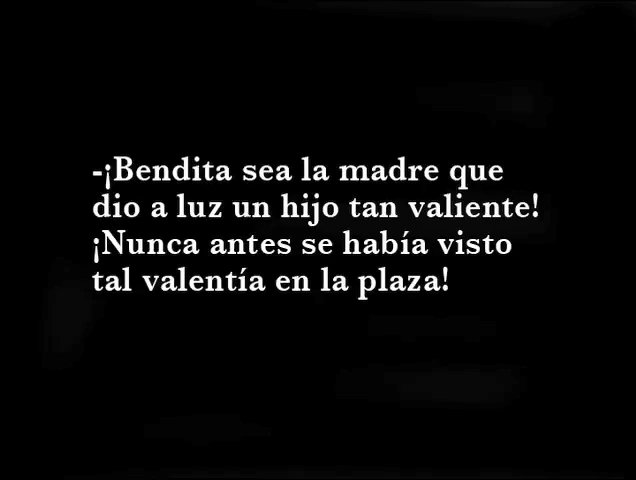 -¡Bendita sea la madre que
dio a luz un hijo tan valiente!
¡Nunca antes se había visto
tal valentía en la plaza!